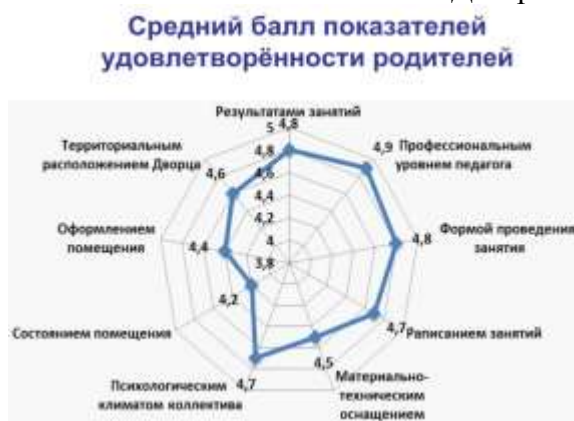 Средний балл показателей
удовлетворённости родителей
Результатами занятий
4,8
Профессиональным
уровнем педагога
4,9
Формой проведения
занятия
4,8
Раписанием занятий
4,7
Материально-
техническим
оснащением
4,5
Психологическим
климатом коллектива
4,7
Состоянием помещения
4,2
Оформлением
помещения
4,4
Территориальным
расположением Дворца
4,6
5
4,8
4,6
4,4
4,2
4
3,8